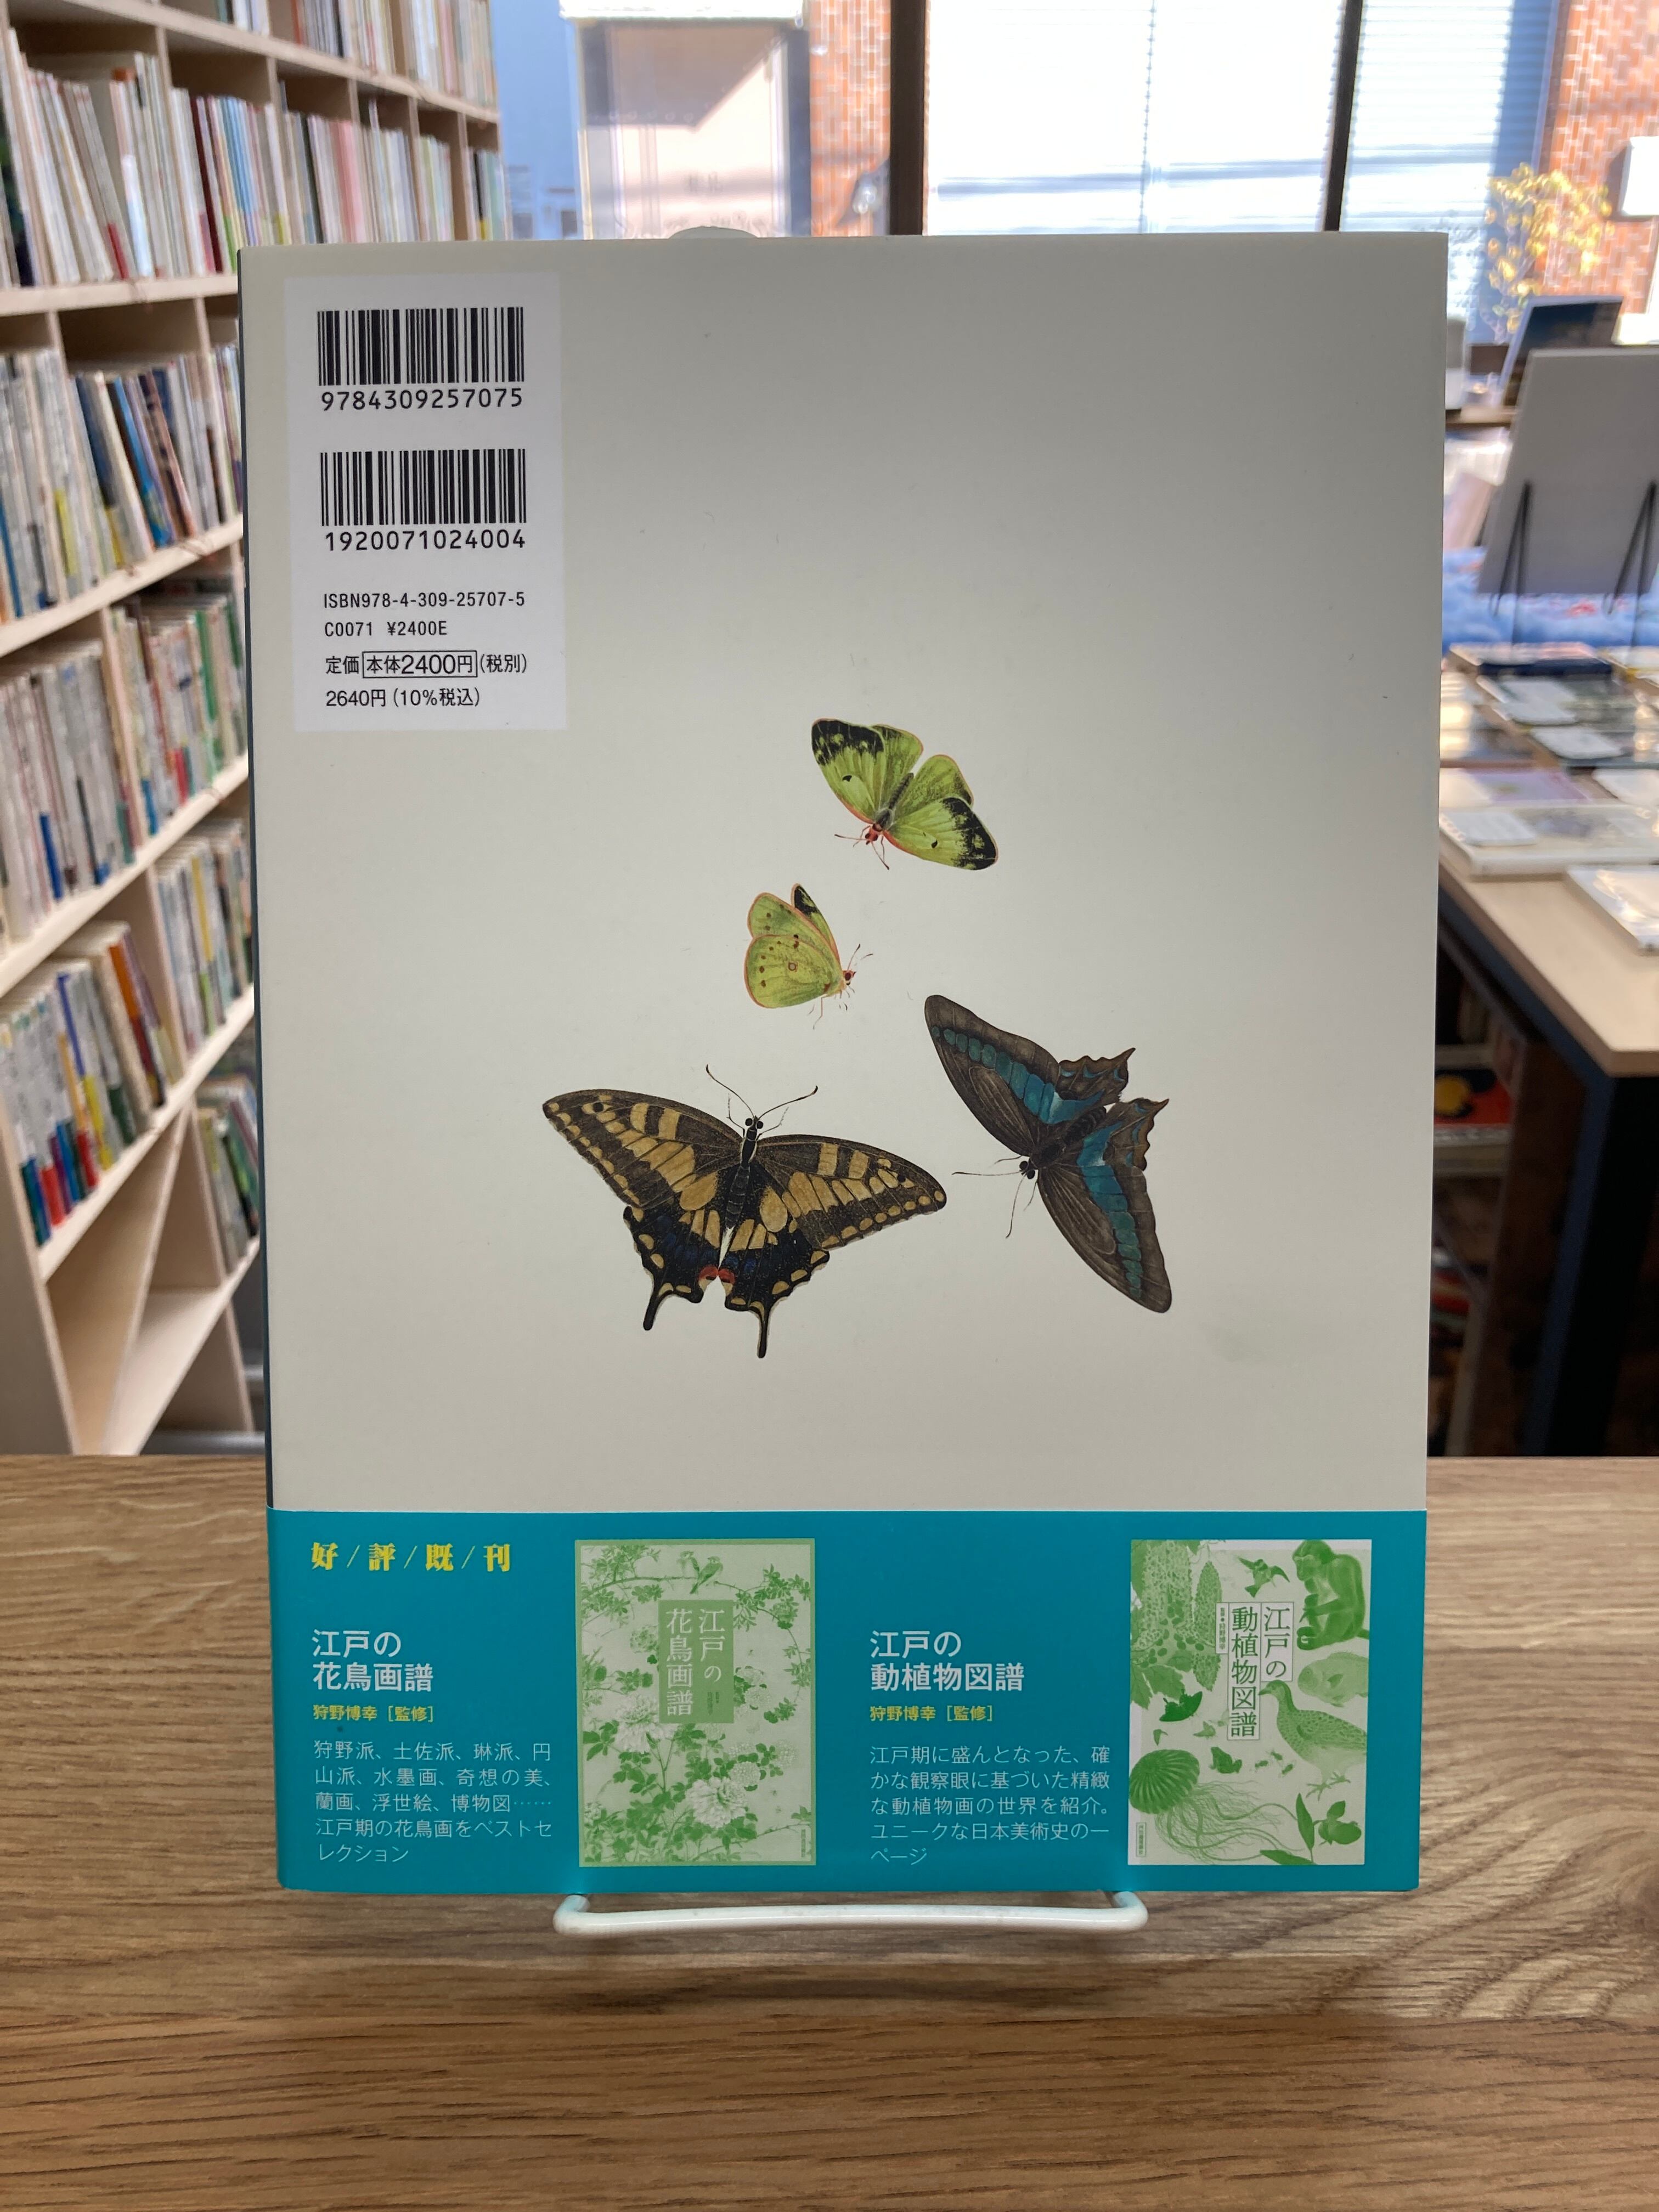 9784309257075
1920071024004
ISBN978-4-309-25707-5
C0071 ¥2400E
定価 本体2400円 (税別)
2640円 (10%税込)
好/評/既/刊
江戸の
花鳥画譜
狩野博幸 [監修]
狩野派、土佐派、琳派、円
山派、水墨画、奇想の美、
蘭画、浮世絵、博物図……
江戸期の花鳥画をベストセ
レクション
江戸の
花鳥画譜
江戸の
動植物図譜
狩野博幸 [監修]
江戸期に盛んとなった、確
かな観察眼に基づいた精緻
な動植物画の世界を紹介。
ユニークな日本美術史の一
ページ
江戸の
動植物図譜